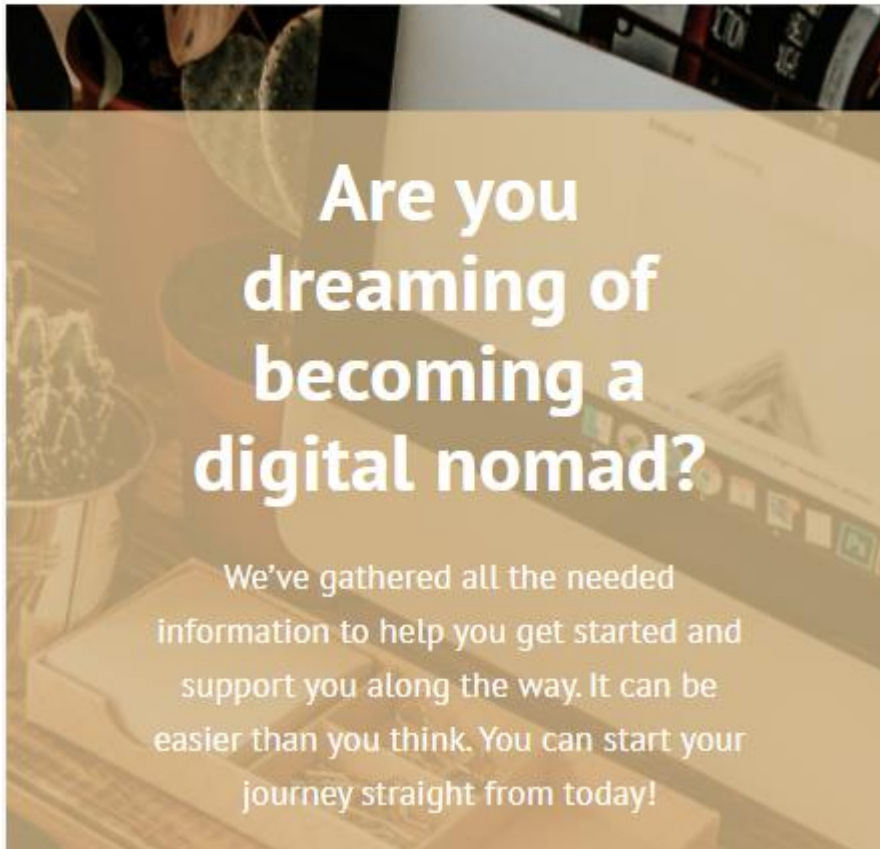 Are you
dreaming of
becoming a
digital nomad?
We’ve gathered all the needed
information to help you get started and
support you along the way. It can be
easier than you think. You can start your
journey straight from today!